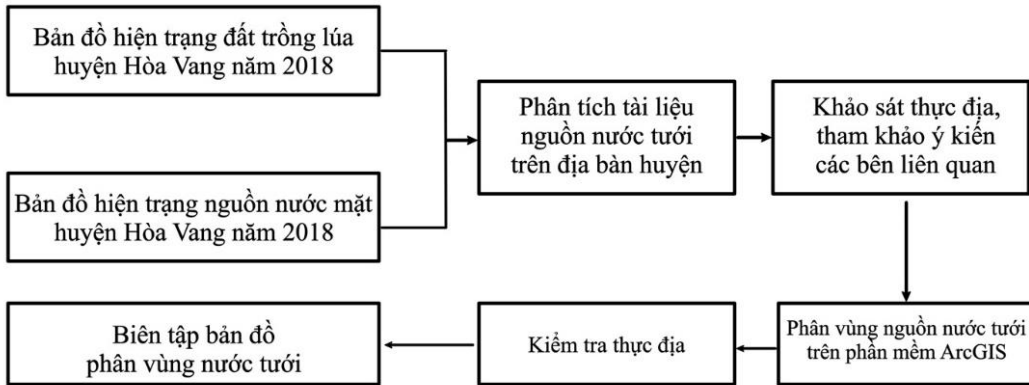 Bản đồ hiện trạng đất trồng lúa
huyện Hòa Vang năm 2018
Bản đồ hiện trạng nguồn nước mặt
huyện Hòa Vang năm 2018
Phân tích tài liệu
nguồn nước tưới
trên địa bàn huyện
Khảo sát thực địa,
tham khảo ý kiến
các bên liên quan
Phân vùng nguồn nước tưới
trên phần mềm ArcGIS
Kiểm tra thực địa
Biên tập bản đồ
phân vùng nước tưới